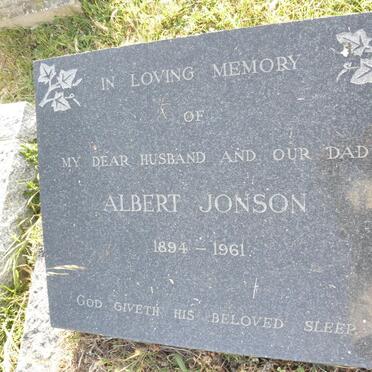 IN LOVING MEMORY
OF
MY DEAR HUSBAND AND OUR DAD
ALBERT JONSON
1894 – 1961.
GOD GIVETH HIS BELOVED SLEEP